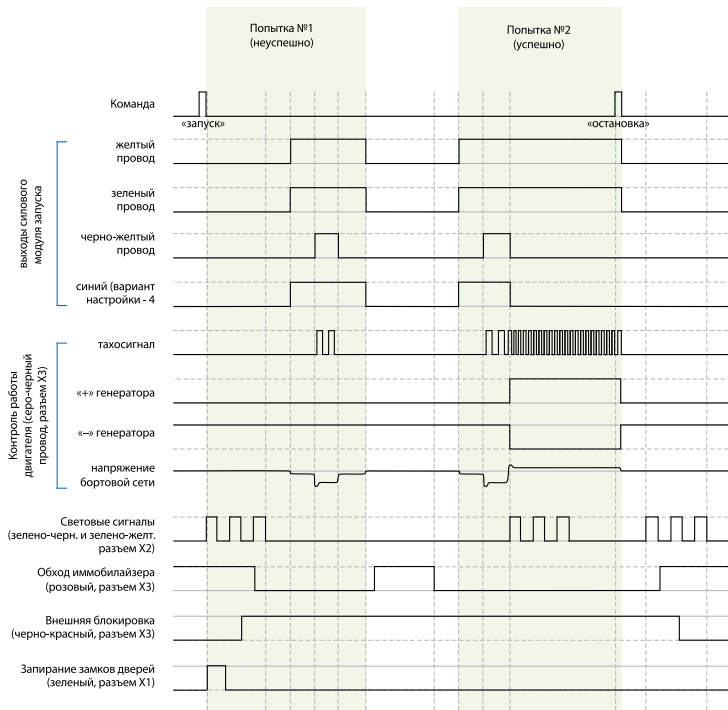 Попытка №1
(неуспешно)
Попытка №2
(успешно)
Команда
«запуск»
«остановка»
выходы силового
модуля запуска
желтый
провод
зеленый
провод
черно-желтый
провод
синий (вариант
настройки - 4
Контроль работы
двигателя (серо-черный
провод, разъем X3)
тахосигнал
«+» генератора
«–» генератора
напряжение
бортовой сети
Световые сигналы
(зелено-черн. и зелено-желт.
разъем X2)
Обход иммобилайзера
(розовый, разъем X3)
Внешняя блокировка
(черно-красный, разъем X3)
Запирание замков дверей
(зеленый, разъем X1)